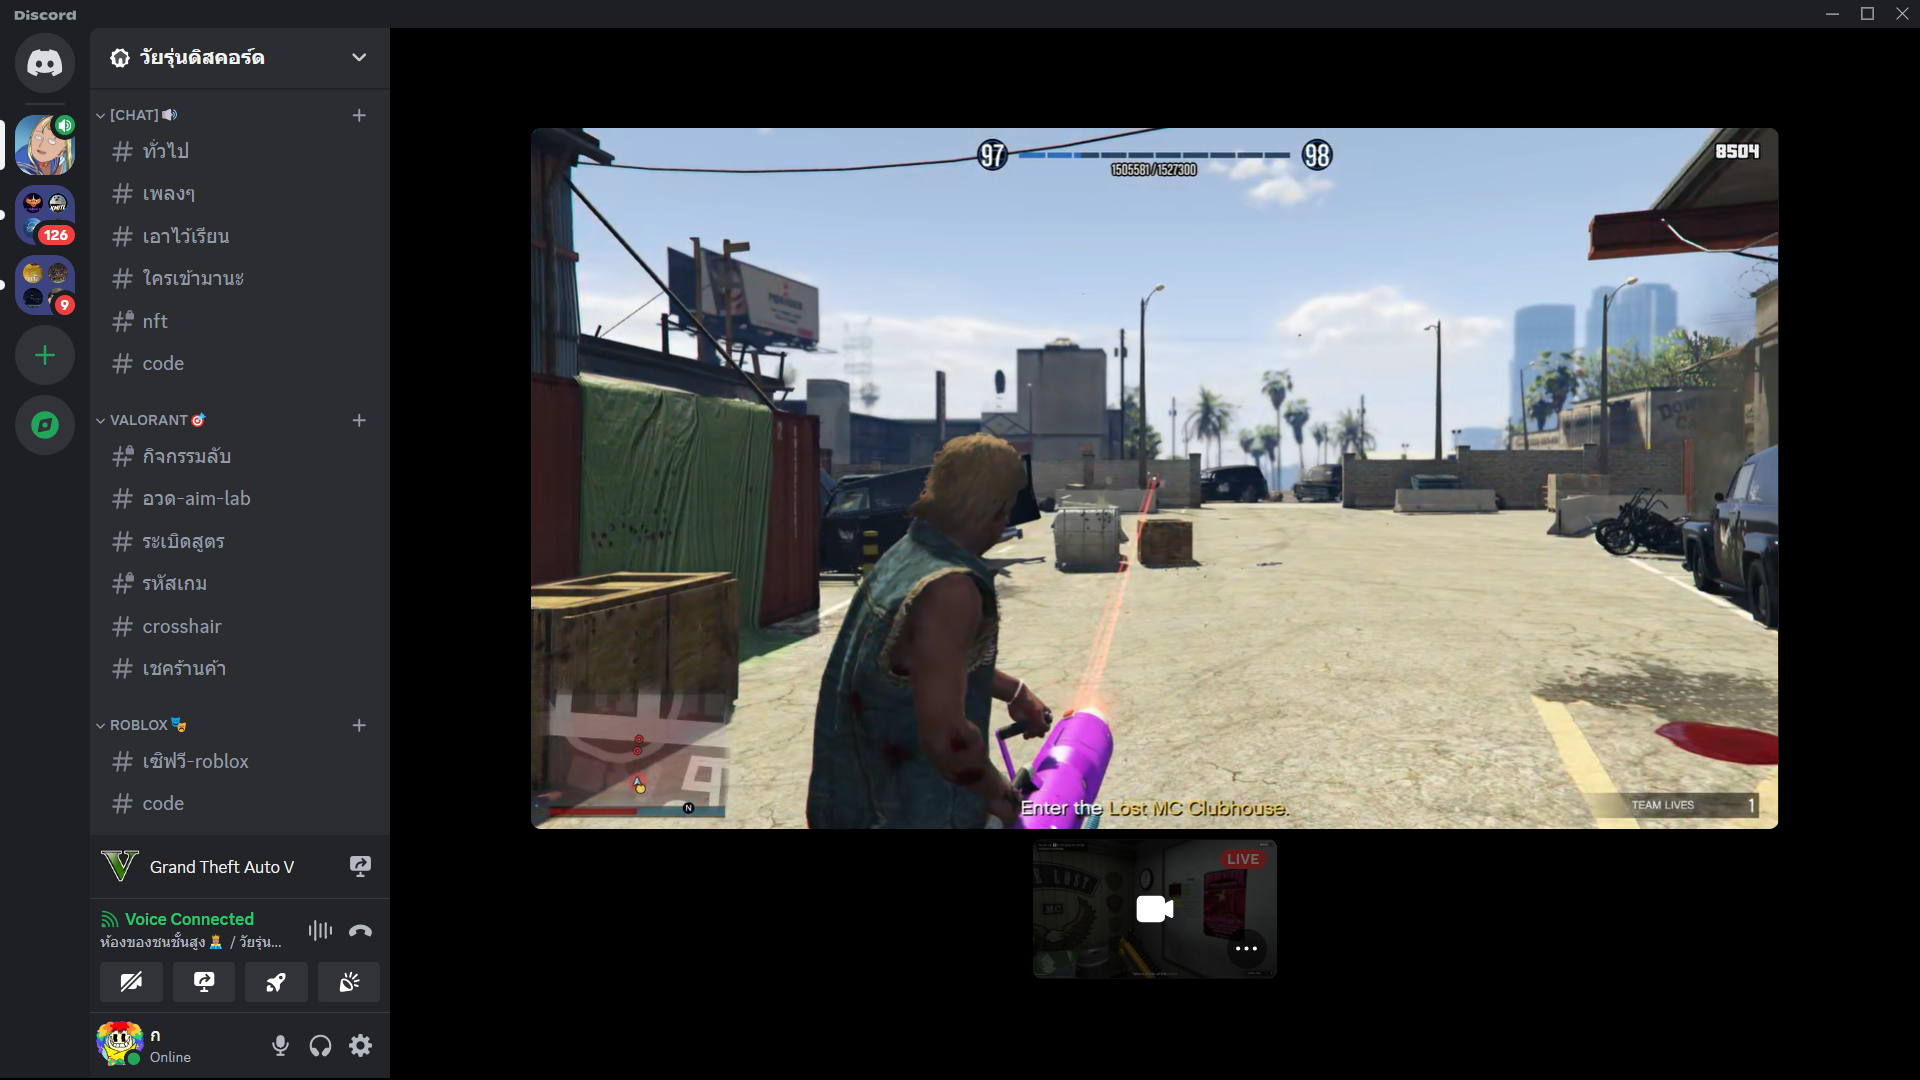 Discord
วัยรุ่นดิสคอร์ด
[CHAT]
ทั่วไป
เพลงๆ
เอาไว้เรียน
ใครเข้ามานะ
nft
code
126
9
VALORANT
กิจกรรมลับ
อวด-aim-lab
ระเบิดสูตร
รหัสเกม
crosshair
เชคร้านค้า
ROBLOX
เซิฟวี-roblox
code
Grand Theft Auto V
Voice Connected
ห้องของชนชั้นสูง / วัยรุ่น...
ก
Online
97
98
1505581/1527300
8504
N
Enter the Lost MC Clubhouse.
TEAM LIVES 1
LIVE
LOST
MC